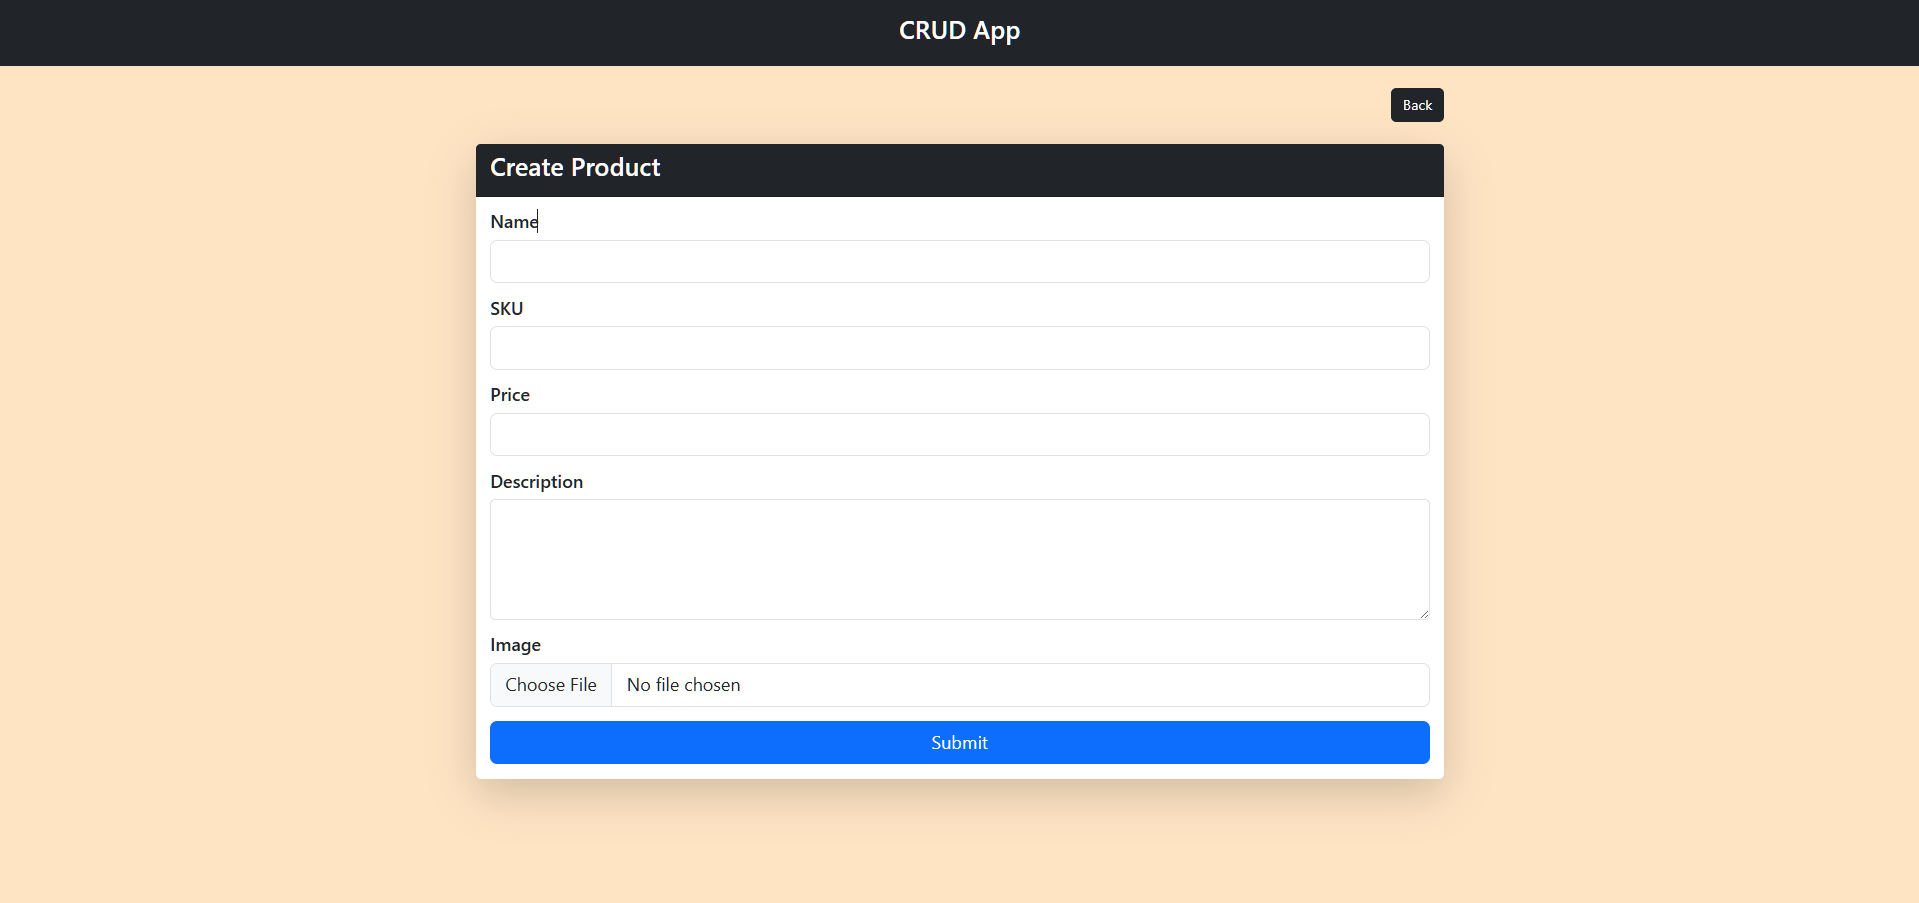 CRUD App
Back
Create Product
Name
SKU
Price
Description
Image
Choose File No file chosen
Submit